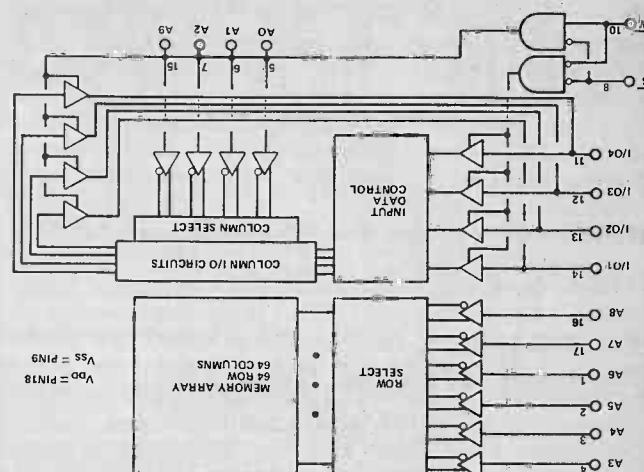 A3
4
A4
3
A5
2
A6
1
A7
17
A8
16
ROW
SELECT
MEMORY ARRAY
64 ROW
64 COLUMNS
VDD = PIN18
VSS = PIN9
I/O1
14
I/O2
13
I/O3
12
I/O4
11
INPUT
DATA
CONTROL
COLUMN I/O CIRCUITS
COLUMN SELECT
8
10
5 6 7 15
A0 A1 A2 A9